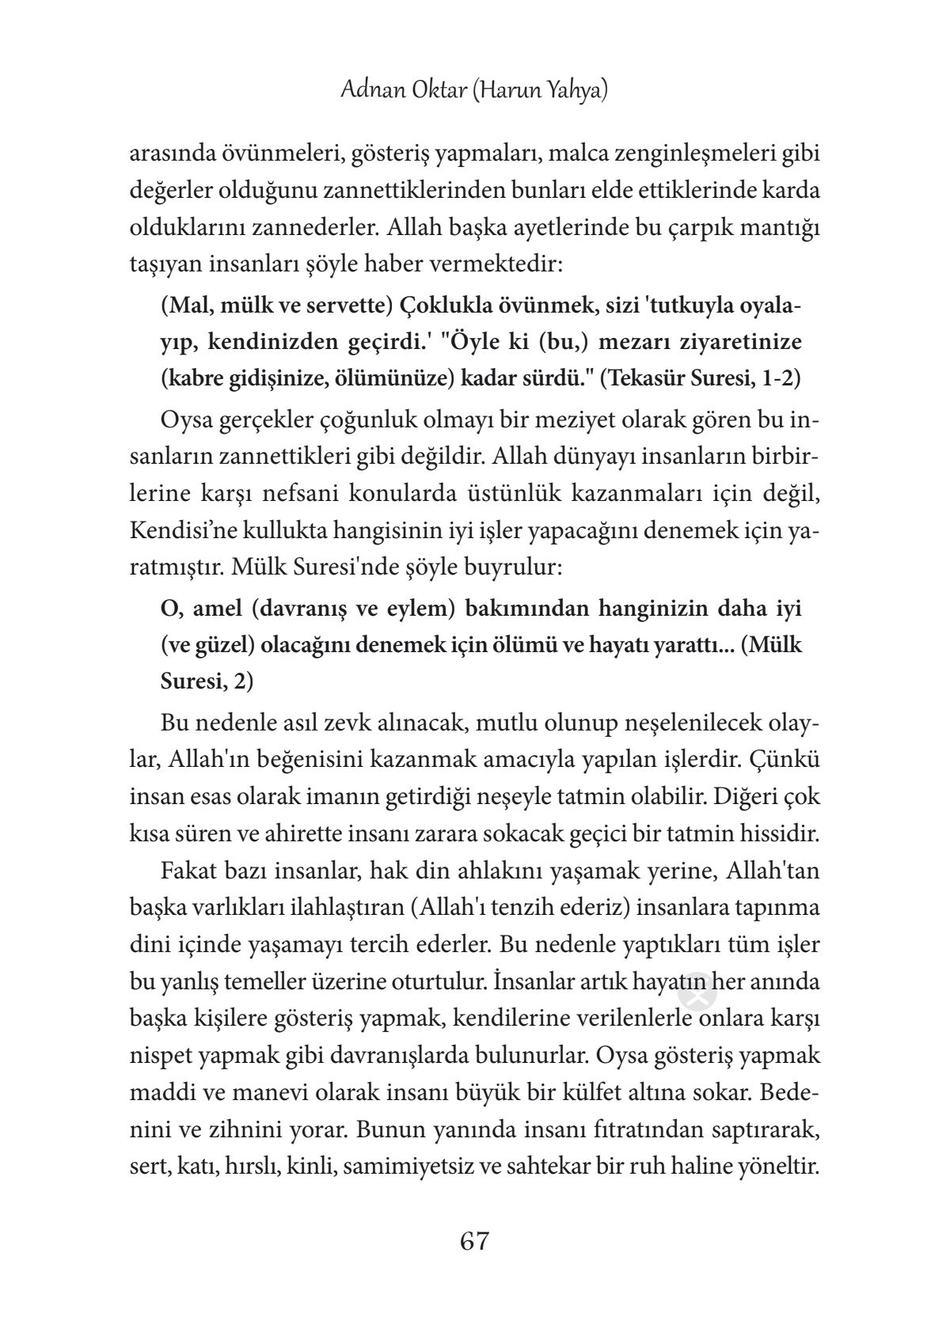 Adnan Oktar (Harun Yahya)
arasında övünmeleri, gösteriş yapmaları, malca zenginleşmeleri gibi
değerler olduğunu zannettiklerinden bunları elde ettiklerinde karda
olduklarını zannederler. Allah başka ayetlerinde bu çarpık mantığı
taşıyan insanları şöyle haber vermektedir:
(Mal, mülk ve servette) Çoklukla övünmek, sizi 'tutkuyla oyala-
yıp, kendinizden geçirdi.' "Öyle ki (bu,) mezarı ziyaretinize
(kabre gidişinize, ölümünüze) kadar sürdü." (Tekasür Suresi, 1-2)
Oysa gerçekler çoğunluk olmayı bir meziyet olarak gören bu in-
sanların zannettikleri gibi değildir. Allah dünyayı insanların birbir-
lerine karşı nefsani konularda üstünlük kazanmaları için değil,
Kendisi’ne kullukta hangisinin iyi işler yapacağını denemek için ya-
ratmıştır. Mülk Suresi'nde şöyle buyrulur:
O, amel (davranış ve eylem) bakımından hanginizin daha iyi
(ve güzel) olacağını denemek için ölümü ve hayatı yarattı... (Mülk
Suresi, 2)
Bu nedenle asıl zevk alınacak, mutlu olunup neşelenilecek olay-
lar, Allah'ın beğenisini kazanmak amacıyla yapılan işlerdir. Çünkü
insan esas olarak imanın getirdiği neşeyle tatmin olabilir. Diğeri çok
kısa süren ve ahirette insanı zarara sokacak geçici bir tatmin hissidir.
Fakat bazı insanlar, hak din ahlakını yaşamak yerine, Allah'tan
başka varlıkları ilahlaştıran (Allah'ı tenzih ederiz) insanlara tapınma
dini içinde yaşamayı tercih ederler. Bu nedenle yaptıkları tüm işler
bu yanlış temeller üzerine oturtulur. İnsanlar artık hayatın her anında
başka kişilere gösteriş yapmak, kendilerine verilenlerle onlara karşı
nispet yapmak gibi davranışlarda bulunurlar. Oysa gösteriş yapmak
maddi ve manevi olarak insanı büyük bir külfet altına sokar. Bede-
nini ve zihnini yorar. Bunun yanında insanı fıtratından saptırarak,
sert, katı, hırslı, kinli, samimiyetsiz ve sahtekar bir ruh haline yöneltir.
67